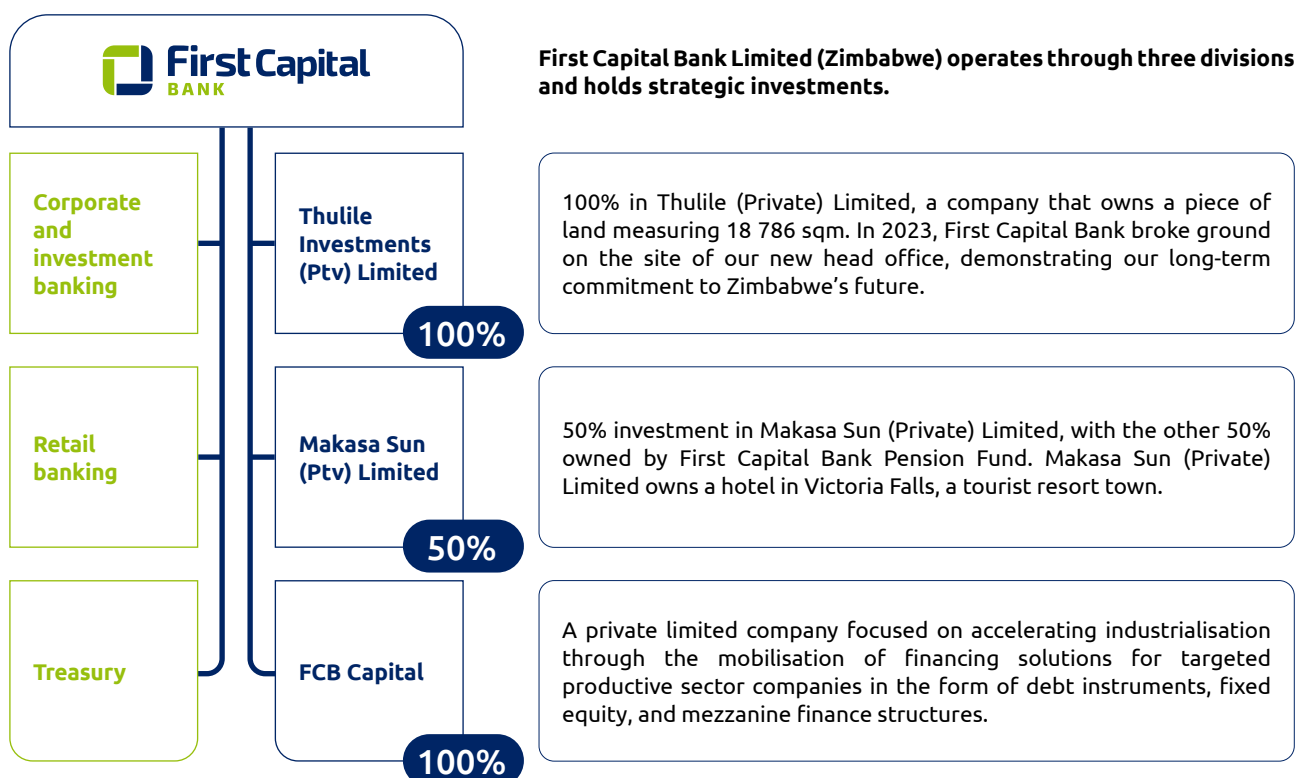 First Capital
BANK
First Capital Bank Limited (Zimbabwe) operates through three divisions
and holds strategic investments.
Corporate
and
investment
banking
Thulile
Investments
(Ptv) Limited
100%
100% in Thulile (Private) Limited, a company that owns a piece of
land measuring 18 786 sqm. In 2023, First Capital Bank broke ground
on the site of our new head office, demonstrating our long-term
commitment to Zimbabwe’s future.
Retail
banking
Makasa Sun
(Ptv) Limited
50%
50% investment in Makasa Sun (Private) Limited, with the other 50%
owned by First Capital Bank Pension Fund. Makasa Sun (Private)
Limited owns a hotel in Victoria Falls, a tourist resort town.
Treasury
FCB Capital
100%
A private limited company focused on accelerating industrialisation
through the mobilisation of financing solutions for targeted
productive sector companies in the form of debt instruments, fixed
equity, and mezzanine finance structures.